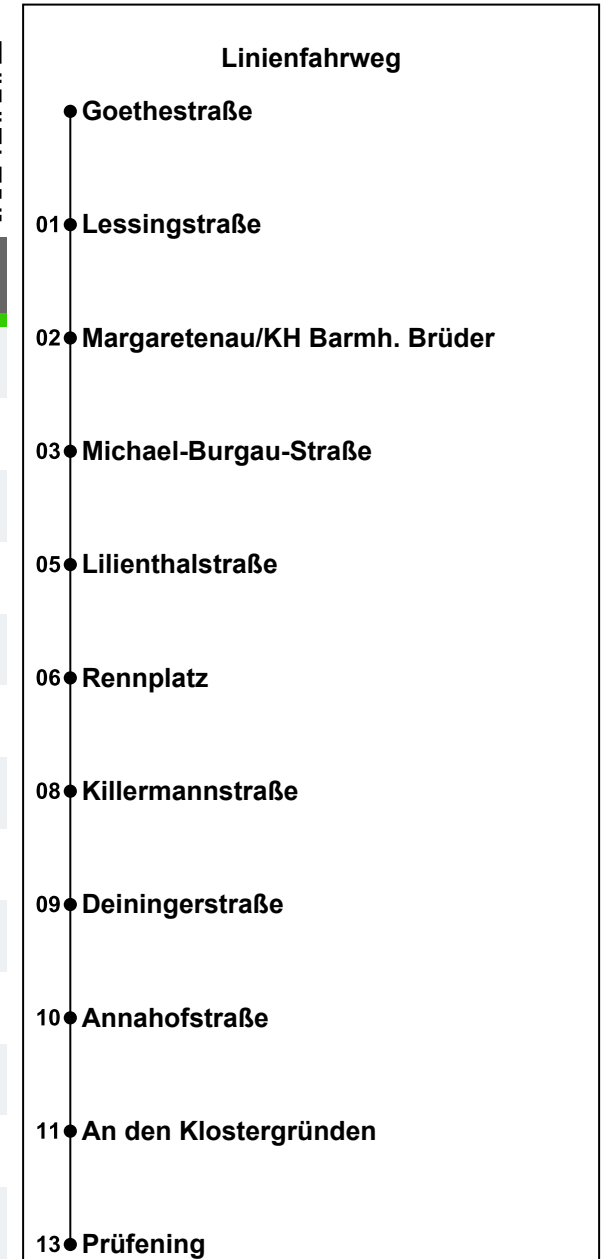 Linienfahrweg
Goethestraße
01 Lessingstraße
02 Margaretenau/KH Barmh. Brüder
03 Michael-Burgau-Straße
05 Lilienthalstraße
06 Rennplatz
08 Killermannstraße
09 Deiningerstraße
10 Annahofstraße
11 An den Klostergründen
13 Prüfening